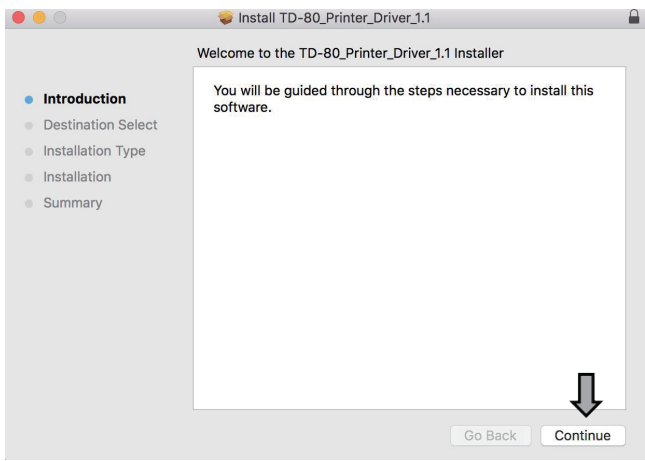 Install TD-80_Printer_Driver_1.1
Welcome to the TD-80_Printer_Driver_1.1 Installer
Introduction
Destination Select
Installation Type
Installation
Summary
You will be guided through the steps necessary to install this
software.
Go Back
Continue